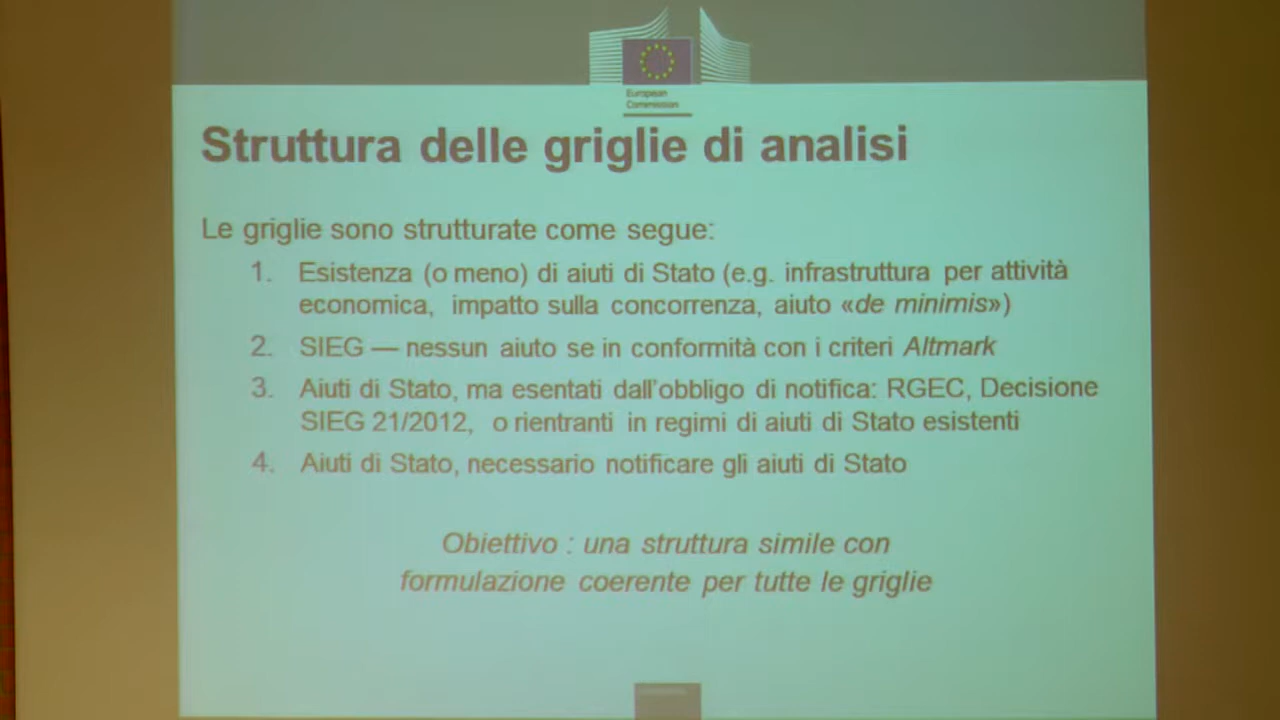 European
Commission
Struttura delle griglie di analisi
Le griglie sono strutturate come segue:
1. Esistenza (o meno) di aiuti di Stato (e.g. infrastruttura per attività
economica, impatto sulla concorrenza, aiuto «de minimis»)
2. SIEG — nessun aiuto se in conformità con i criteri Altmark
3. Aiuti di Stato, ma esentati dall'obbligo di notifica: RGEC, Decisione
SIEG 21/2012, o rientranti in regimi di aiuti di Stato esistenti
4. Aiuti di Stato, necessario notificare gli aiuti di Stato
Obiettivo : una struttura simile con
formulazione coerente per tutte le griglie